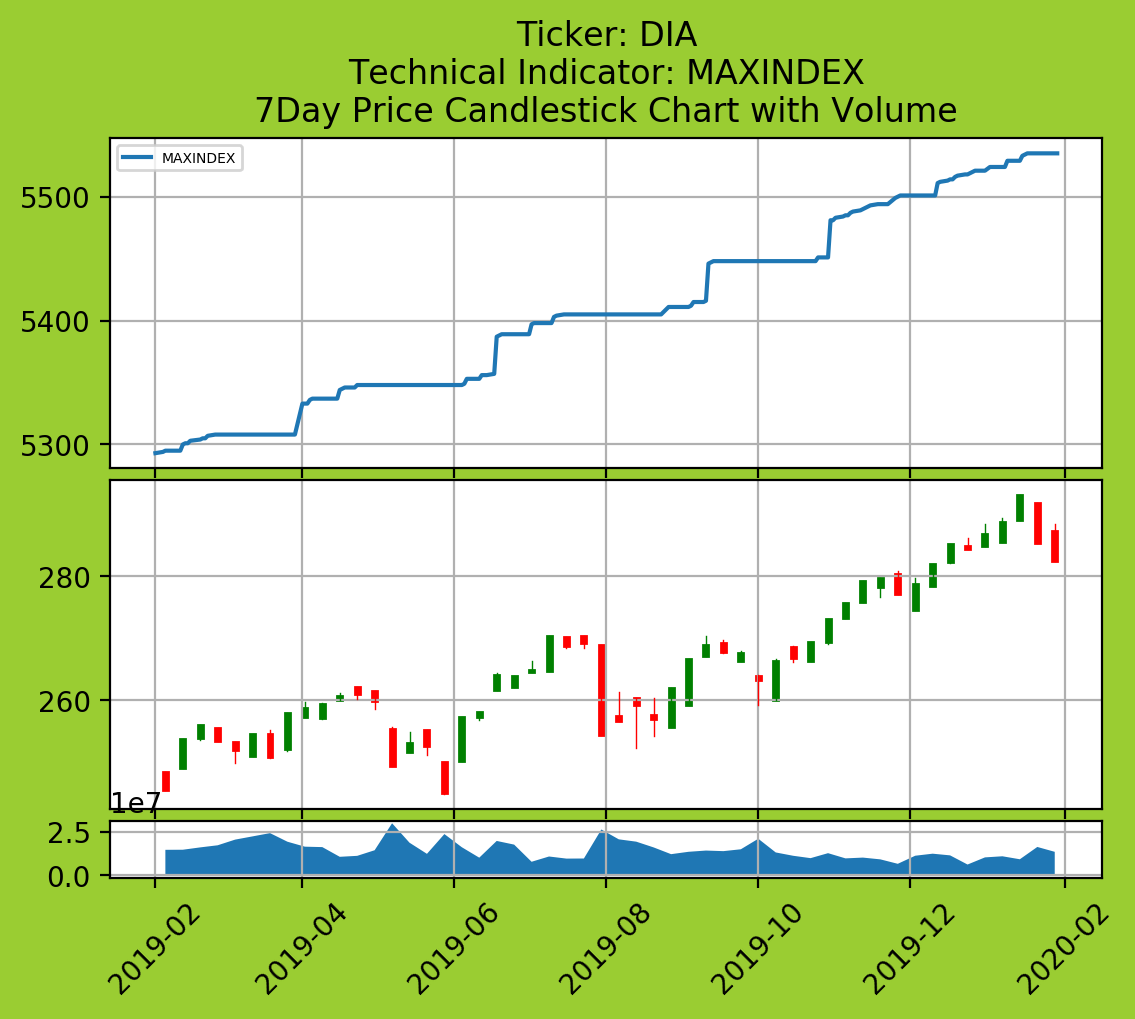 Ticker: DIA
Technical Indicator: MAXINDEX
7Day Price Candlestick Chart with Volume
MAXINDEX
5500
5400
5300
280
260
1e7
2.5
0.0
2019-02
2019-04
2019-06
2019-08
2019-10
2019-12
2020-02